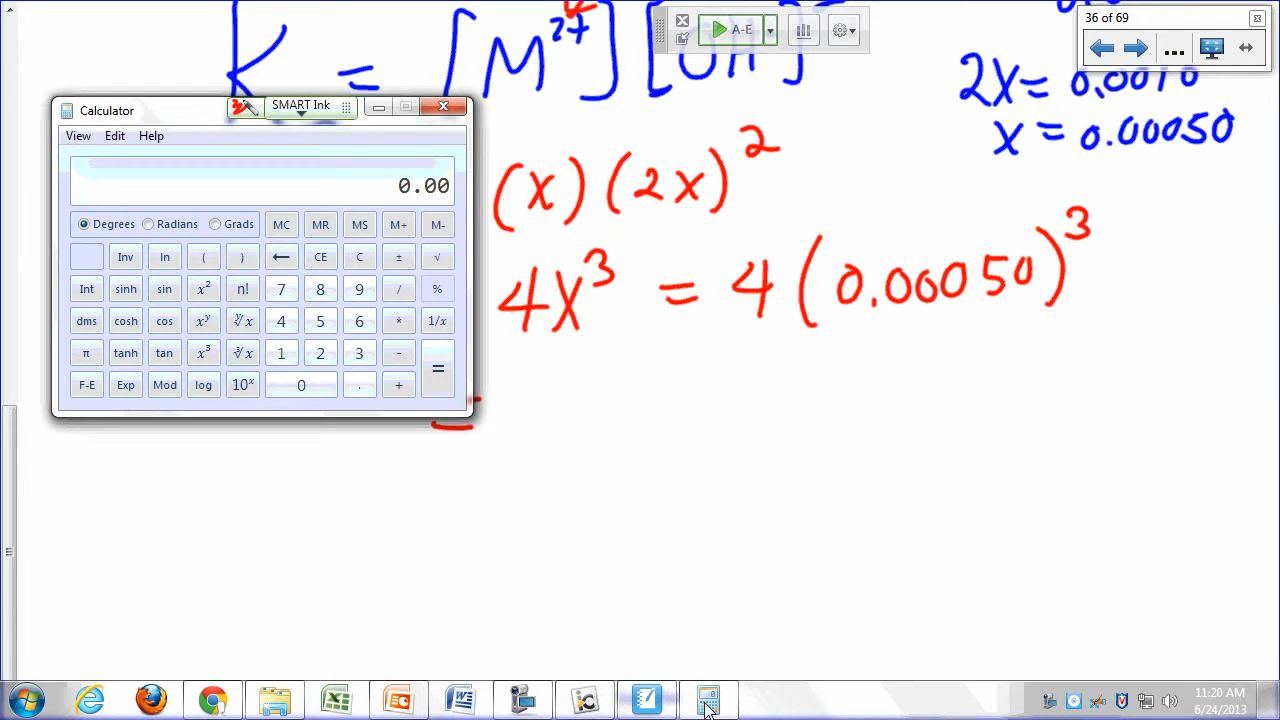 K = [M2+] [OH]
2x = 0.0010
x = 0.00050
(x)(2x)2
4x3 = 4(0.00050)3
=
A-E
36 of 69
...
Calculator
SMART Ink
View Edit Help
0.00
Degrees Radians Grads MC MR MS M+ M-
Inv ln ( ) ← CE C ± √
Int sinh sin x2 n! 7 8 9 / %
dms cosh cos xy y√x 4 5 6 * 1/x
π tanh tan x3 3√x 1 2 3 - =
F-E Exp Mod log 10x 0 . +
11:20 AM
6/24/2013